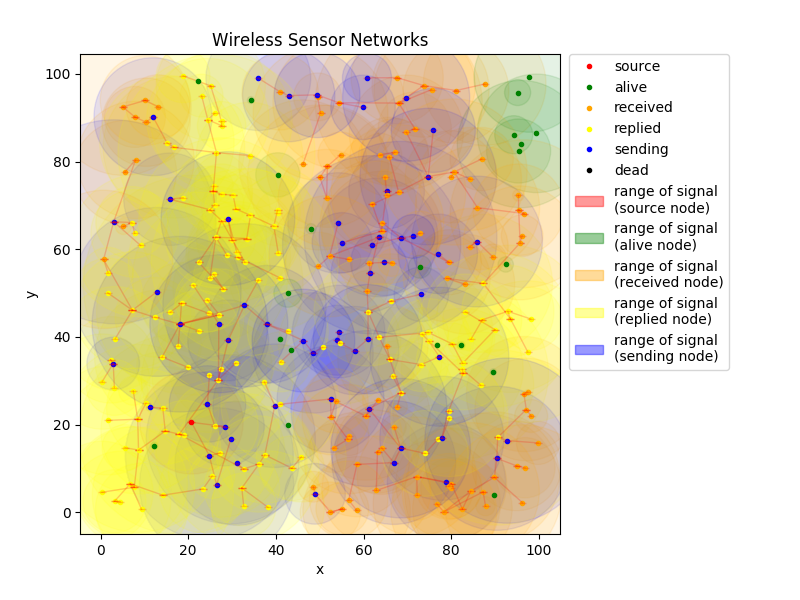 Wireless Sensor Networks
100
80
60
40
20
0
y
0
20
40
60
80
100
x
source
alive
received
replied
sending
dead
range of signal
(source node)
range of signal
(alive node)
range of signal
(received node)
range of signal
(replied node)
range of signal
(sending node)